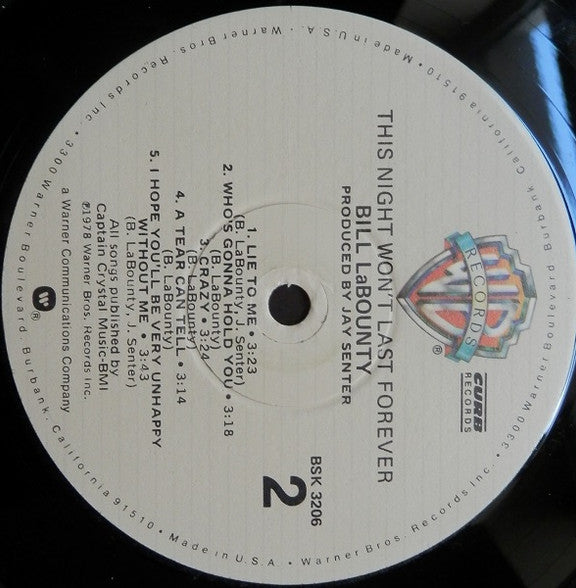 WB
RECORDS
®
CURB
RECORDS
THIS NIGHT WON'T LAST FOREVER
BILL LaBOUNTY
PRODUCED BY JAY SENTER
BSK 3206
2
1. LIE TO ME • 3:23
(B. LaBounty, J. Senter)
2. WHO'S GONNA HOLD YOU • 3:18
(B. LaBounty)
3. CRAZY • 3:24
(B. LaBounty)
4. A TEAR CAN TELL • 3:14
(B. LaBounty)
5. I HOPE YOU'LL BE VERY UNHAPPY
WITHOUT ME • 3:43
(B. LaBounty, J. Senter)
All songs published by
Captain Crystal Music-BMI
℗1978 Warner Bros. Records Inc.
a Warner Communications Company
®
Warner Bros. Records Inc. • 3300 Warner Boulevard, Burbank, California 91510 • Made in U.S.A. • Warner Bros. Records Inc. • 3300 Warner Boulevard, Burbank, California 91510 • Made in U.S.A. •